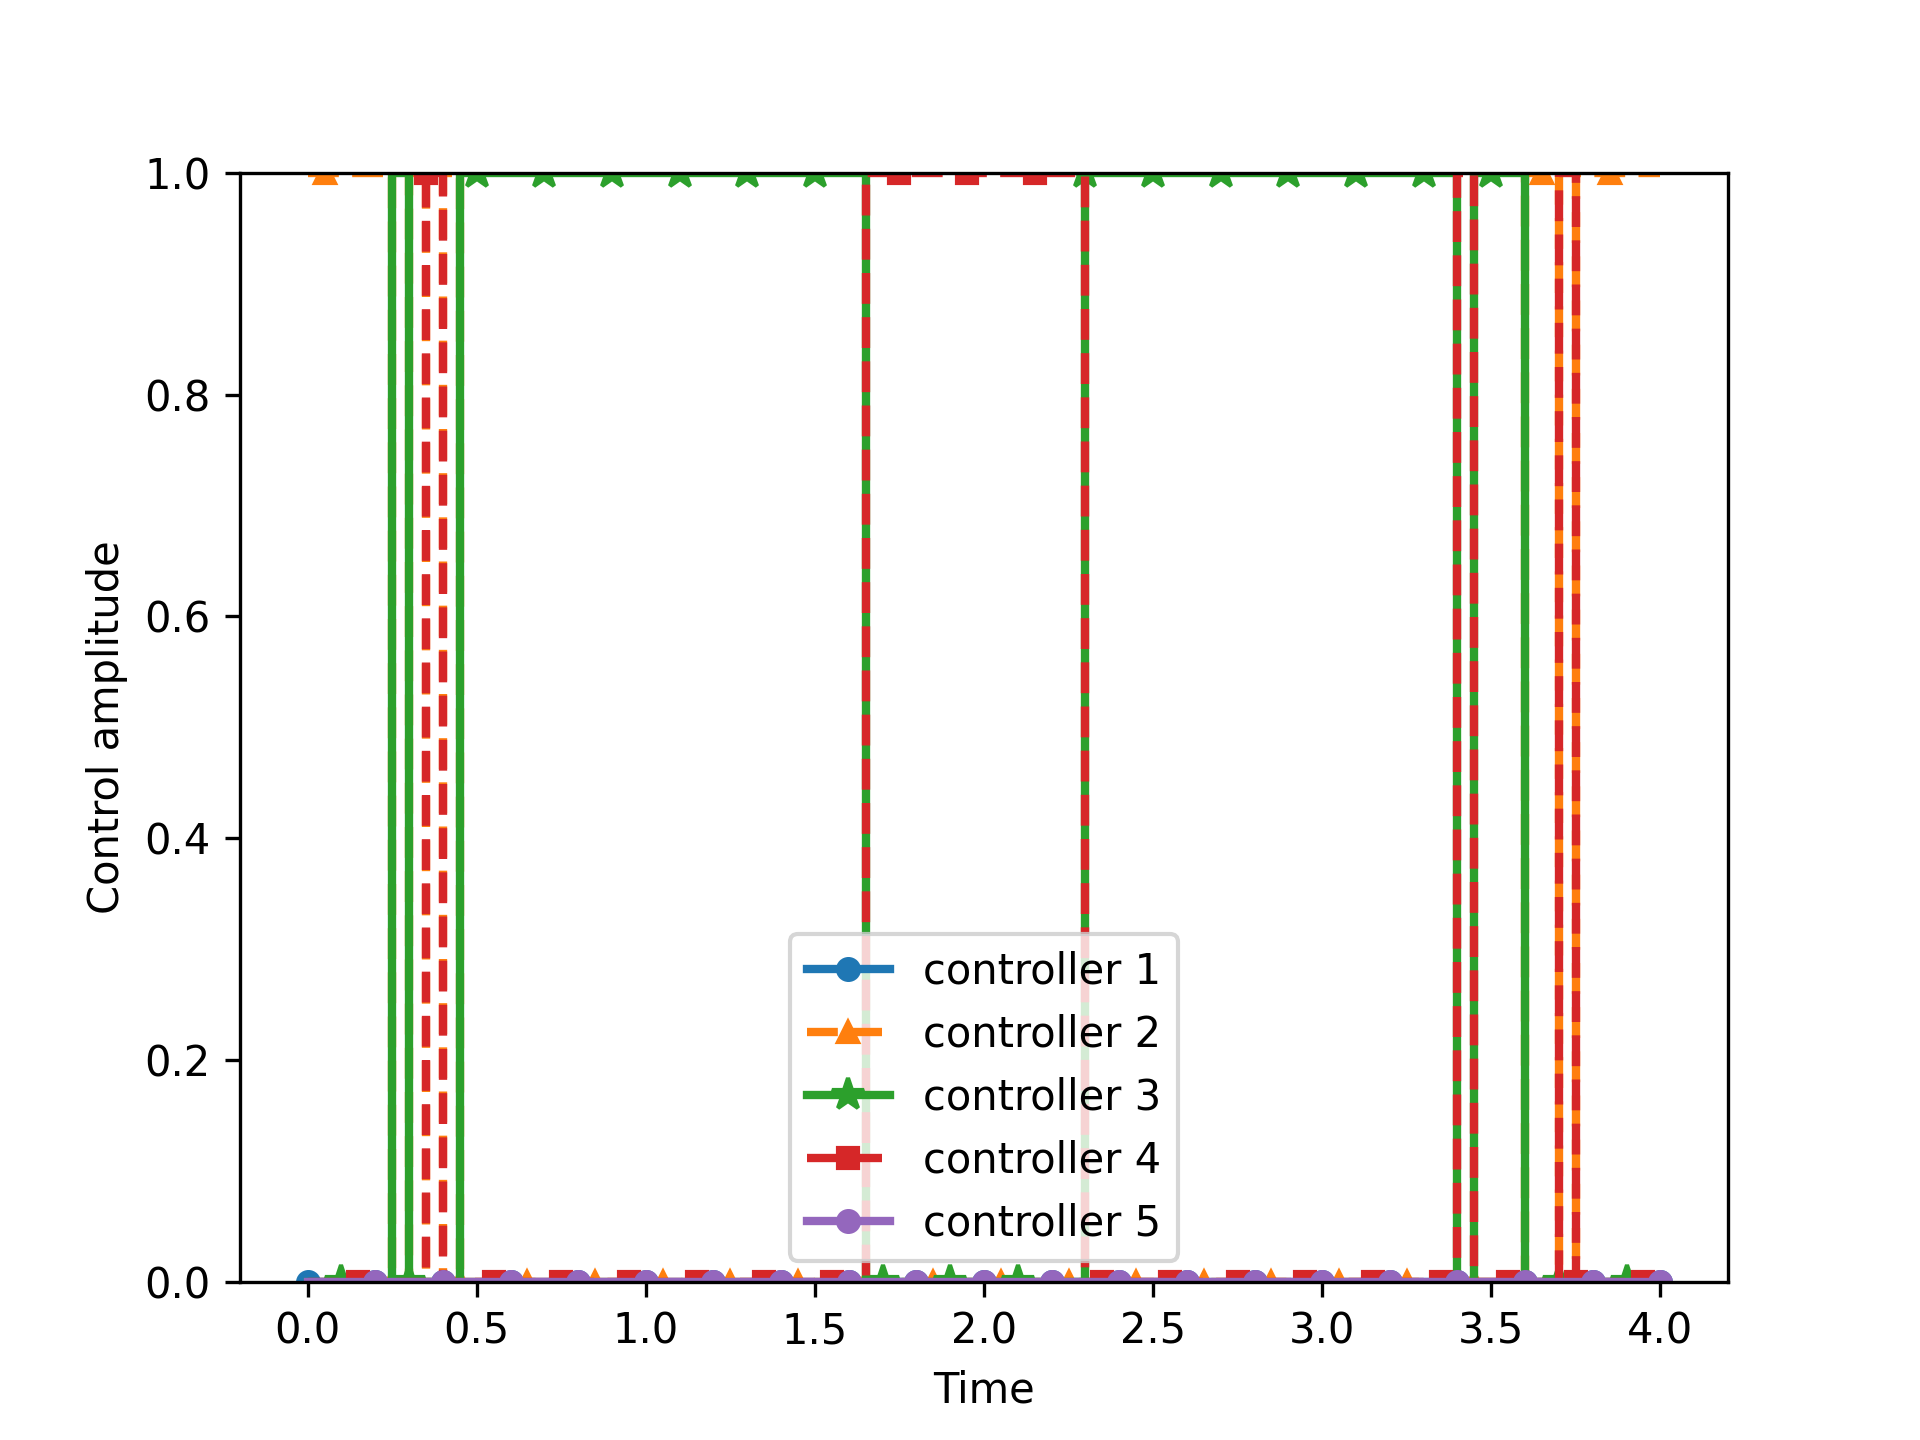 1.0
0.8
0.6
0.4
0.2
0.0
Control amplitude
controller 1
controller 2
controller 3
controller 4
controller 5
0.0 0.5 1.0 1.5 2.0 2.5 3.0 3.5 4.0
Time